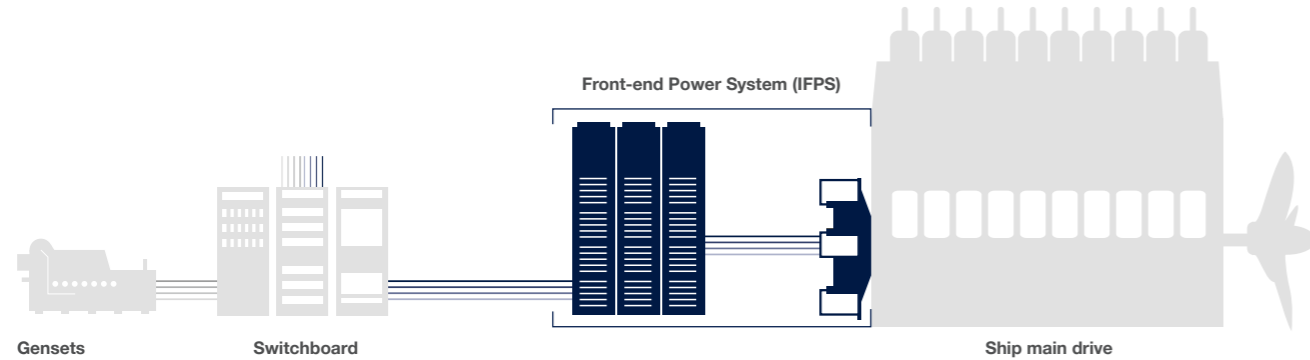 Front-end Power System (IFPS)
Gensets
Switchboard
Ship main drive